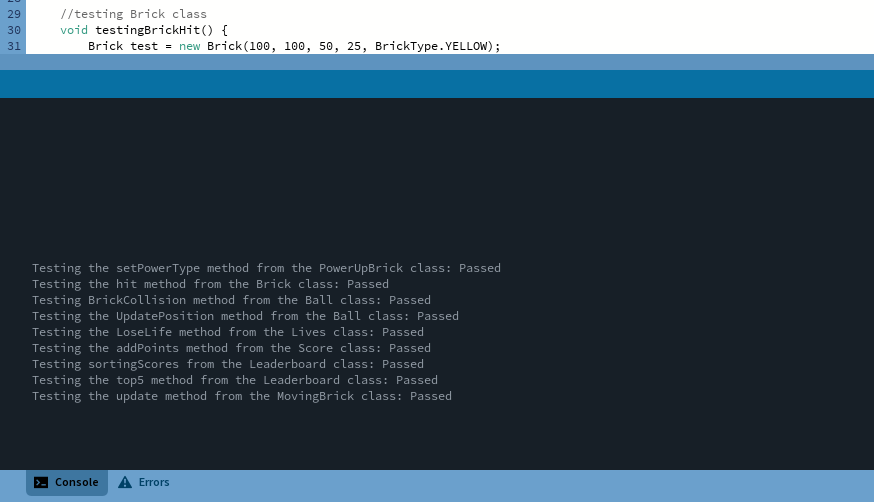 29 //testing Brick class
30 void testingBrickHit() {
31 Brick test = new Brick(100, 100, 50, 25, BrickType.YELLOW);
Testing the setPowerType method from the PowerUpBrick class: Passed
Testing the hit method from the Brick class: Passed
Testing BrickCollision method from the Ball class: Passed
Testing the UpdatePosition method from the Ball class: Passed
Testing the LoseLife method from the Lives class: Passed
Testing the addPoints method from the Score class: Passed
Testing sortingScores from the Leaderboard class: Passed
Testing the top5 method from the Leaderboard class: Passed
Testing the update method from the MovingBrick class: Passed
Console Errors